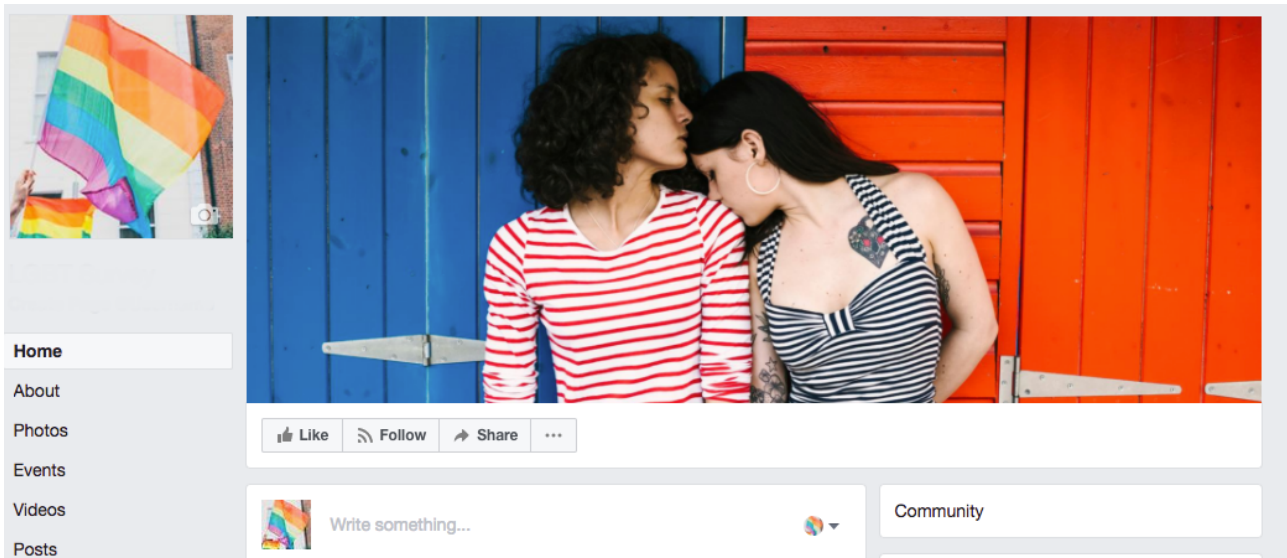 Home
About
Photos
Events
Videos
Posts
Like
Follow
Share
Write something...
Community